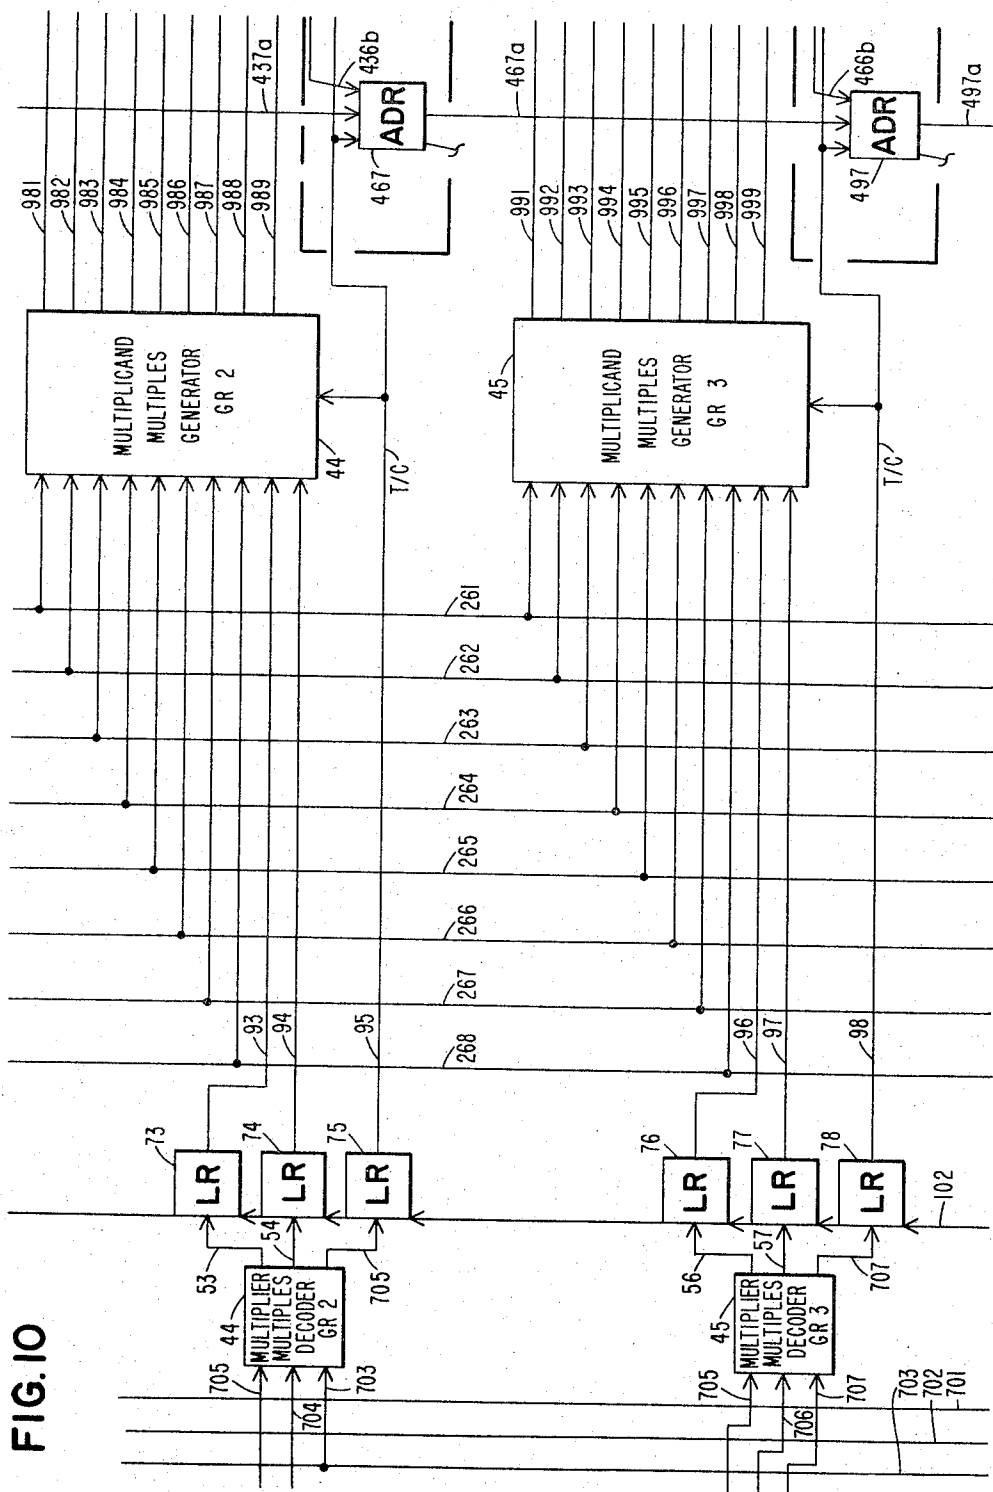 FIG.10
981
982
983
984
985
986
987
988
989
437a
436b
ADR
467
MULTIPLICAND
MULTIPLES
GENERATOR
GR 2
44
T/C
467a
991
992
993
994
995
996
997
998
999
466b
ADR
497
497a
45
MULTIPLICAND
MULTIPLES
GENERATOR
GR 3
T/C
261
262
263
264
265
266
267
268
93
94
95
96
97
98
73
LR
74
LR
75
LR
76
LR
77
LR
78
LR
102
53
54
705
44
MULTIPLIER
MULTIPLES
DECODER
GR 2
705
704
703
56
57
707
45
MULTIPLIER
MULTIPLES
DECODER
GR 3
705
706
707
703
702
701